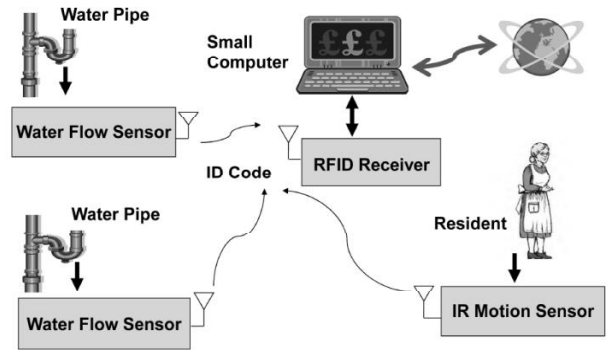 Water Pipe
Small
Computer
£££
Water Flow Sensor
RFID Receiver
ID Code
Water Pipe
Resident
Water Flow Sensor
IR Motion Sensor